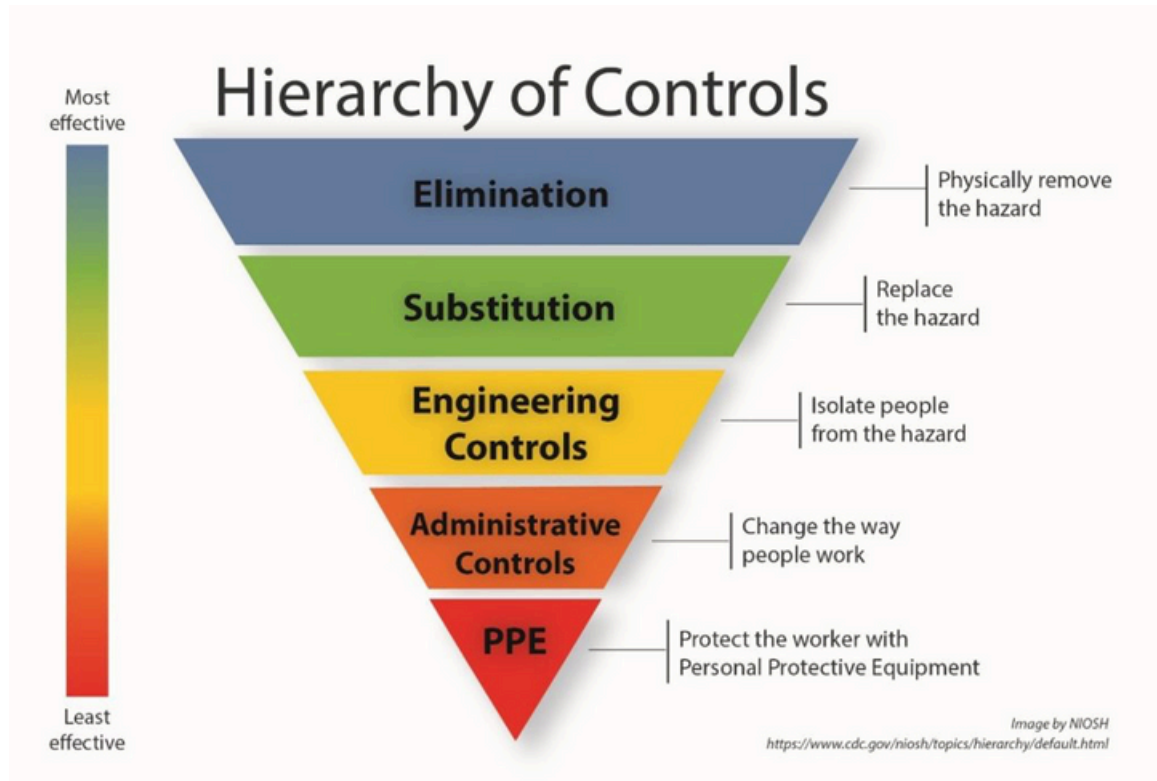 Hierarchy of Controls
Most
effective
Elimination
Physically remove
the hazard
Substitution
Replace
the hazard
Engineering
Controls
Isolate people
from the hazard
Administrative
Controls
Change the way
people work
PPE
Protect the worker with
Personal Protective Equipment
Least
effective
Image by NIOSH
https://www.cdc.gov/niosh/topics/hierarchy/default.html